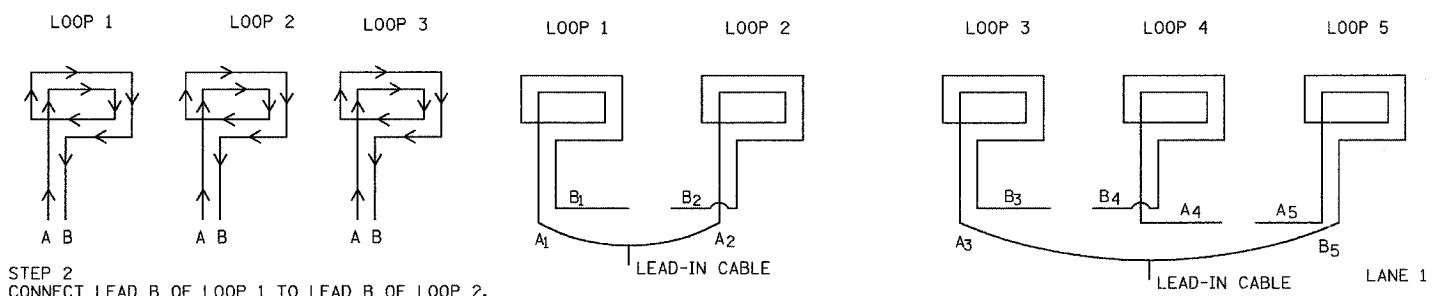 LOOP 1 LOOP 2 LOOP 3 LOOP 1 LOOP 2 LOOP 3 LOOP 4 LOOP 5
B1 B2 B3 B4 A4 A5
A B A B A B A1 A2 A3 B5
LEAD-IN CABLE LEAD-IN CABLE LANE 1
STEP 2
CONNECT LEAD B OF LOOP 1 TO LEAD B OF LOOP 2.